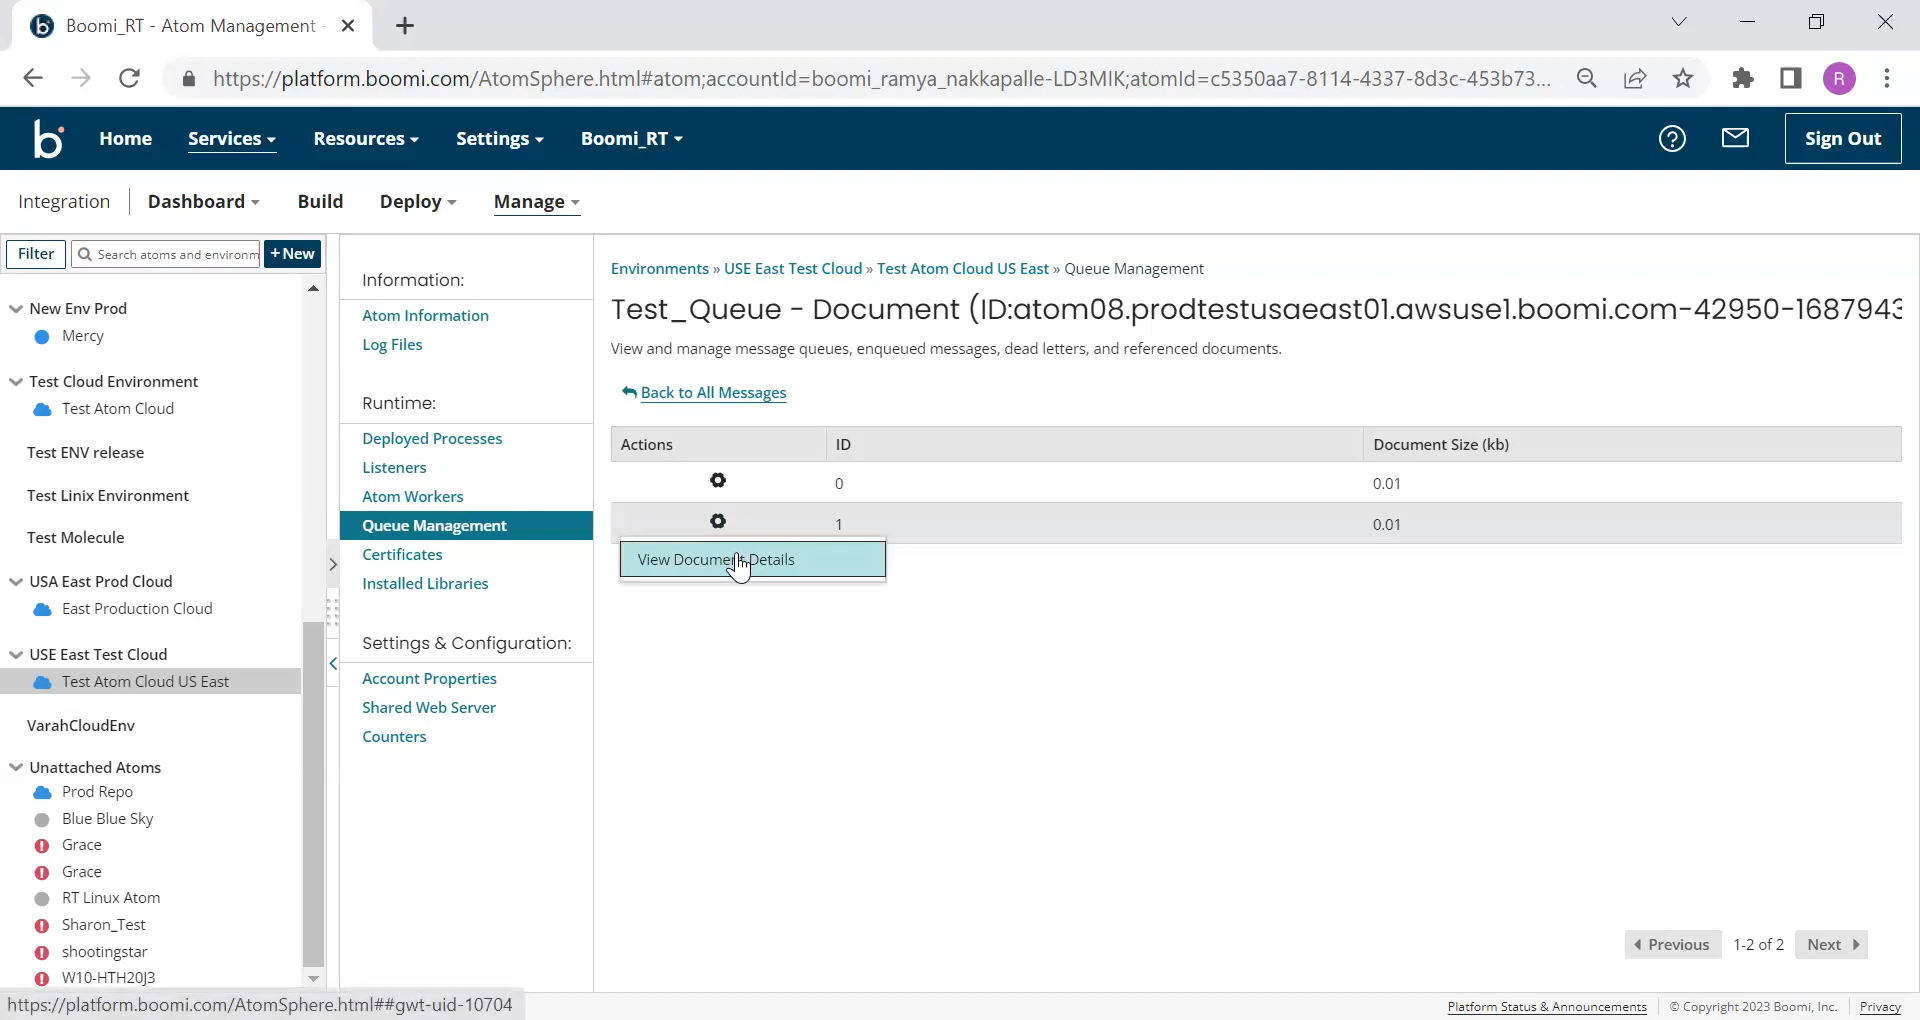 Boomi_RT - Atom Management -
https://platform.boomi.com/AtomSphere.html#atom;accountId=boomi_ramya_nakkapalle-LD3MIK;atomId=c5350aa7-8114-4337-8d3c-453b73...
R
b Home Services Resources Settings Boomi_RT Sign Out
Integration Dashboard Build Deploy Manage
Filter Search atoms and environm +New
New Env Prod
Mercy
Test Cloud Environment
Test Atom Cloud
Test ENV release
Test Linix Environment
Test Molecule
USA East Prod Cloud
East Production Cloud
USE East Test Cloud
Test Atom Cloud US East
VarahCloudEnv
Unattached Atoms
Prod Repo
Blue Blue Sky
Grace
Grace
RT Linux Atom
Sharon_Test
shootingstar
W10-HTH20J3
Information:
Atom Information
Log Files
Runtime:
Deployed Processes
Listeners
Atom Workers
Queue Management
Certificates
Installed Libraries
Settings & Configuration:
Account Properties
Shared Web Server
Counters
Environments » USE East Test Cloud » Test Atom Cloud US East » Queue Management
Test_Queue - Document (ID:atom08.prodtestusaeast01.awsuse1.boomi.com-42950-1687943
View and manage message queues, enqueued messages, dead letters, and referenced documents.
Back to All Messages
Actions ID Document Size (kb)
0 0.01
1 0.01
View Document Details
Previous 1-2 of 2 Next
https://platform.boomi.com/AtomSphere.html##gwt-uid-10704
Platform Status & Announcements © Copyright 2023 Boomi, Inc. Privacy